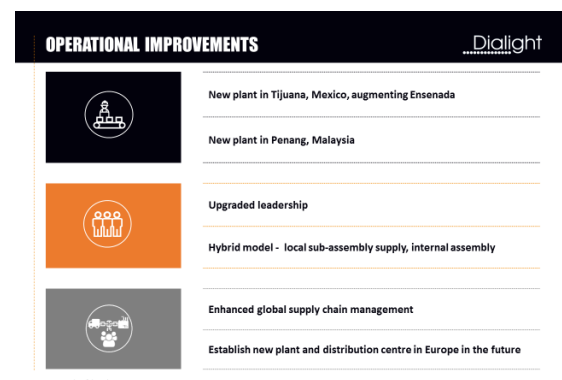 OPERATIONAL IMPROVEMENTS
Dialight
New plant in Tijuana, Mexico, augmenting Ensenada
New plant in Penang, Malaysia
Upgraded leadership
Hybrid model - local sub-assembly supply, internal assembly
Enhanced global supply chain management
Establish new plant and distribution centre in Europe in the future